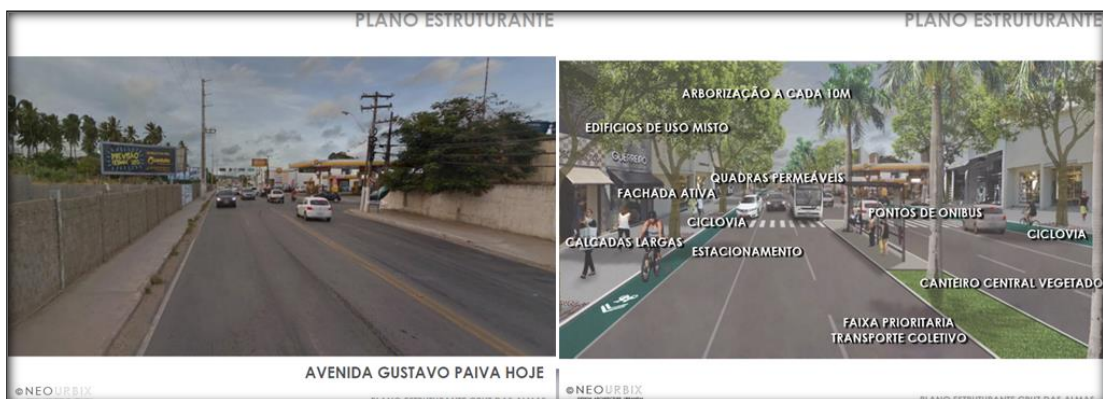 PLANO ESTRUTURANTE
AVENIDA GUSTAVO PAIVA HOJE
©NEOURBIX
PLANO ESTRUTURANTE
ARBORIZAÇÃO A CADA 10M
EDIFICIOS DE USO MISTO
GUERREIRO
QUADRAS PERMEÁVEIS
FACHADA ATIVA
PONTOS DE ONIBUS
CICLOVIA
CICLOVIA
CALÇADAS LARGAS
ESTACIONAMENTO
CANTEIRO CENTRAL VEGETADO
FAIXA PRIORITARIA
TRANSPORTE COLETIVO
©NEOURBIX